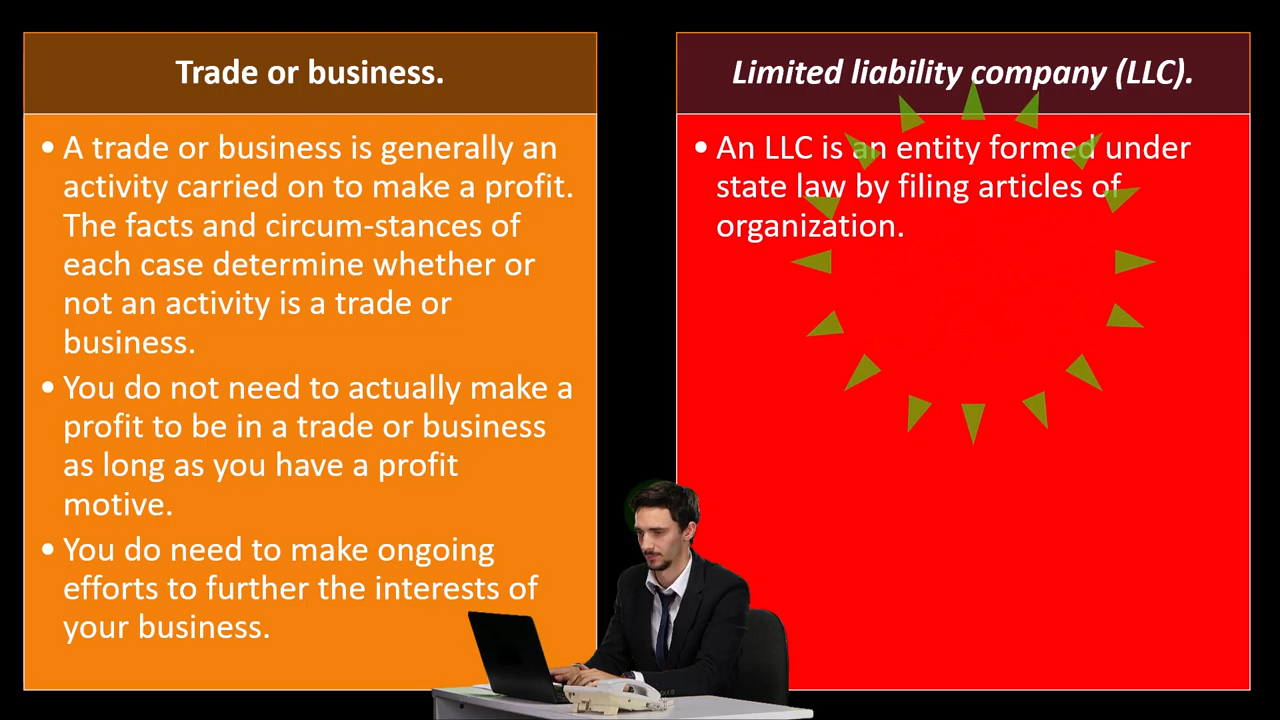 Trade or business.
• A trade or business is generally an
activity carried on to make a profit.
The facts and circum-stances of
each case determine whether or
not an activity is a trade or
business.
• You do not need to actually make a
profit to be in a trade or business
as long as you have a profit
motive.
• You do need to make ongoing
efforts to further the interests of
your business.
Limited liability company (LLC).
• An LLC is an entity formed under
state law by filing articles of
organization.